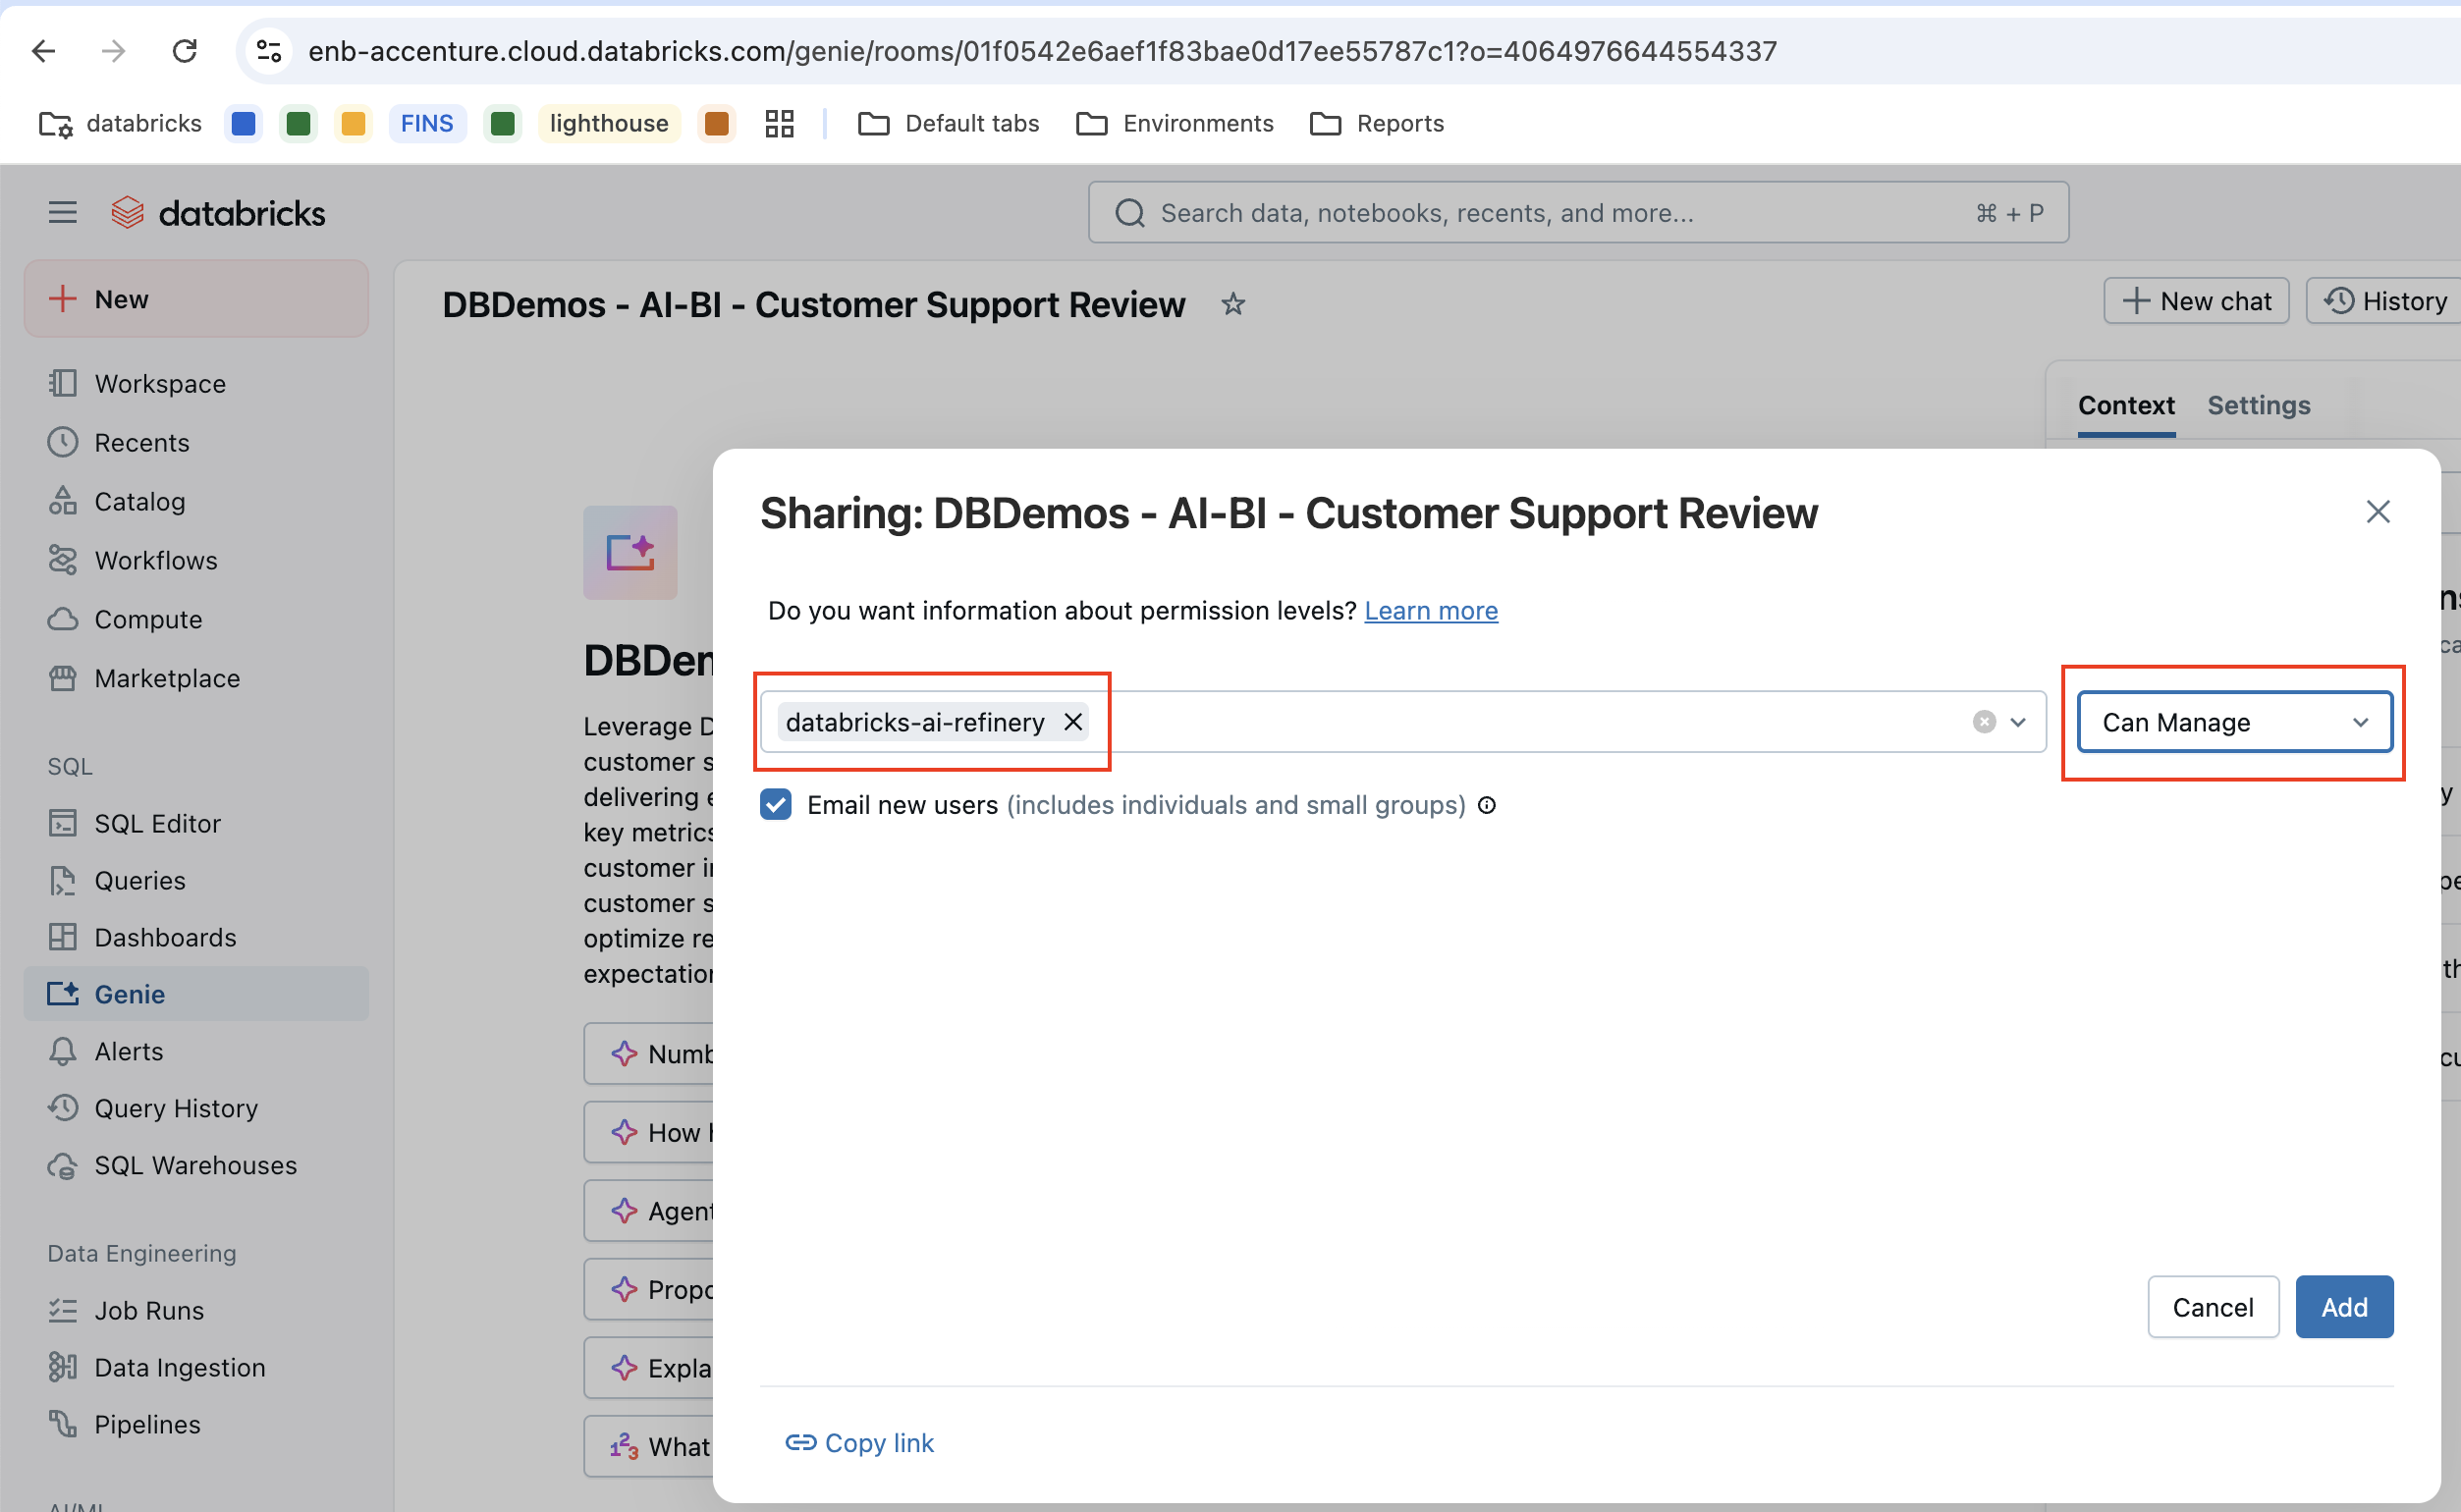 enb-accenture.cloud.databricks.com/genie/rooms/01f0542e6aef1f83bae0d17ee55787c1?o=4064976644554337
databricks FINS lighthouse Default tabs Environments Reports
databricks
Search data, notebooks, recents, and more... ⌘ + P
New
DBDemos - AI-BI - Customer Support Review
New chat
History
Workspace
Recents
Catalog
Workflows
Compute
Marketplace
SQL
SQL Editor
Queries
Dashboards
Genie
Alerts
Query History
SQL Warehouses
Data Engineering
Job Runs
Data Ingestion
Pipelines
AI/ML
Context Settings
DBDem
Leverage D
customer s
delivering e
key metrics
customer i
customer s
optimize re
expectation
Numb
How
Agent
Propo
Expla
What
Sharing: DBDemos - AI-BI - Customer Support Review
Do you want information about permission levels? Learn more
databricks-ai-refinery
Can Manage
Email new users (includes individuals and small groups)
Cancel
Add
Copy link